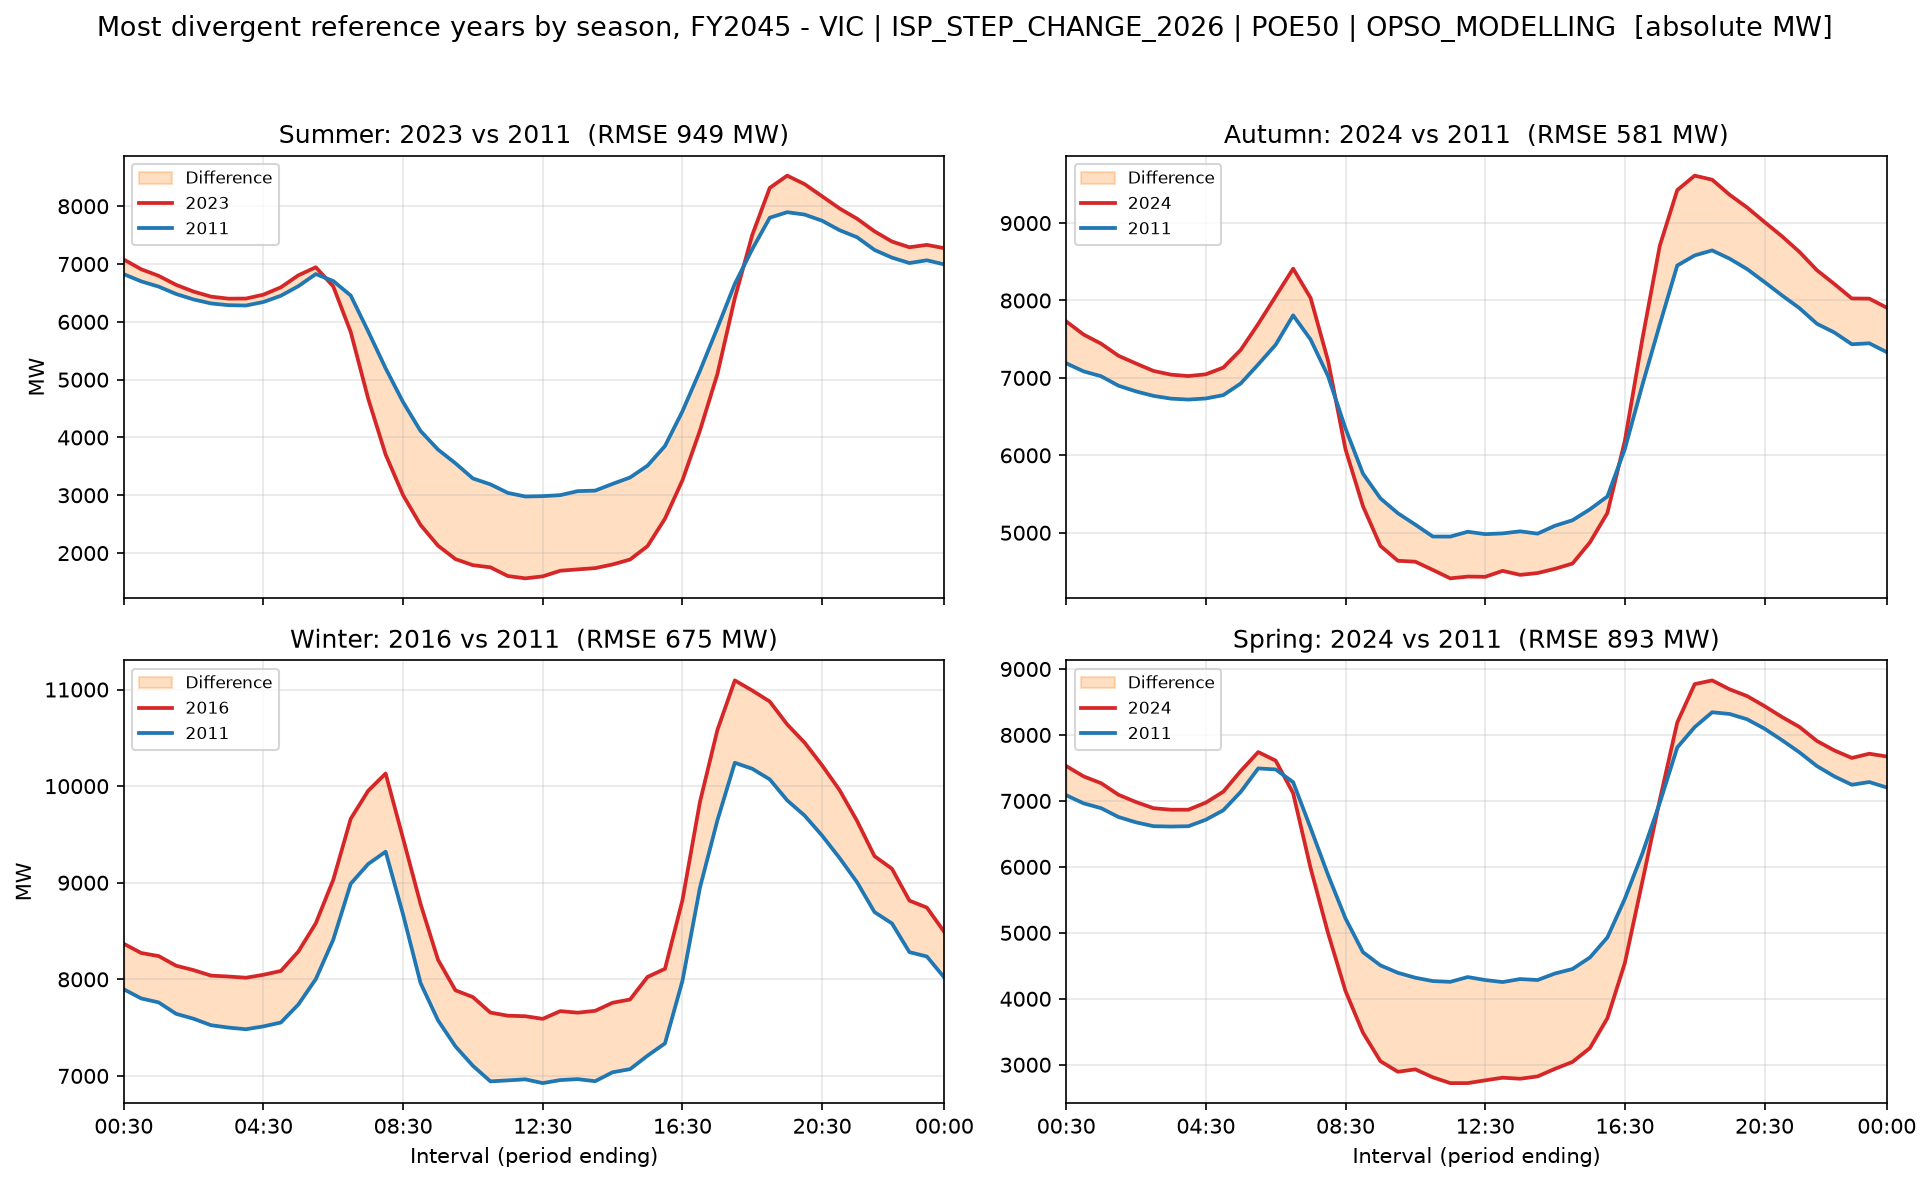 Most divergent reference years by season, FY2045 - VIC | ISP_STEP_CHANGE_2026 | POE50 | OPSO_MODELLING  [absolute MW]
Summer: 2023 vs 2011  (RMSE 949 MW)
Difference
2023
2011
8000
7000
6000
5000
4000
3000
2000
MW
Autumn: 2024 vs 2011  (RMSE 581 MW)
Difference
2024
2011
9000
8000
7000
6000
5000
Winter: 2016 vs 2011  (RMSE 675 MW)
Difference
2016
2011
11000
10000
9000
8000
7000
MW
00:30 04:30 08:30 12:30 16:30 20:30 00:00
Interval (period ending)
Spring: 2024 vs 2011  (RMSE 893 MW)
Difference
2024
2011
9000
8000
7000
6000
5000
4000
3000
00:30 04:30 08:30 12:30 16:30 20:30 00:00
Interval (period ending)